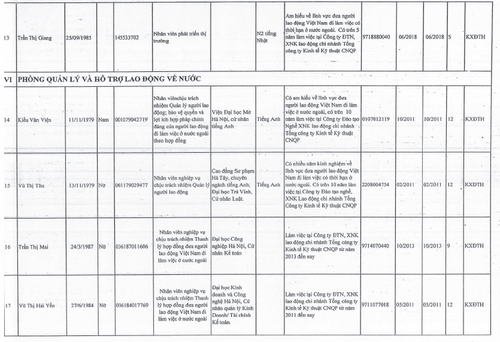 13 Trần Thị Giang 25/09/1985 145533702 Nhân viên phát triển thị trường N2 tiếng Nhật Am hiểu về lĩnh vực đưa người lao động Việt Nam đi làm việc có thời hạn ở nước ngoài. Có trên 5 năm làm việc tại Công ty ĐTN, XNK lao động chi nhánh Tổng công ty Kinh tế Kỹ thuật CNQP 9718880040 06/2018 06/2018 5 KXĐTH
VI PHÒNG QUẢN LÝ VÀ HỖ TRỢ LAO ĐỘNG VỀ NƯỚC
14 Kiều Văn Viện 11/11/1979 Nam 001079042719 Nhân viên chịu trách nhiệm Quản lý người lao động; bảo vệ quyền và lợi ích hợp pháp chính đáng của người lao động đi làm việc ở nước ngoài theo hợp đồng Viện Đại học Mở Hà Nội, cử nhân tiếng Anh Tiếng Anh Có am hiểu về lĩnh vực đưa người lao động Việt Nam đi làm việc ở nước ngoài, có trên 10 năm làm việc tại Công ty Đào tạo Nghề XNK lao động chi nhánh Tổng công ty Kinh tế Kỹ thuật CNQP 0107012119 10/2011 10/2011 12 KXĐTH
15 Vũ Thị Thu 13/11/1979 Nữ 001179029477 Nhân viên nghiệp vụ chịu trách nhiệm Quản lý người lao động Cao đẳng Sư phạm Hà Tây, chuyên ngành tiếng Anh, Đại học Trà Vinh, Cử nhân Luật. Tiếng Anh Có nhiều năm kinh nghiệm về lĩnh vực đưa người lao động Việt Nam đi làm việc có thời hạn ở nước ngoài. Có trên 10 năm làm việc tại Công ty Đào tạo nghề, XNK Lao động chi nhánh Tổng công ty Kinh tế Kỹ thuật CNQP 2208004754 02/2011 02/2011 12 KXĐTH
16 Trần Thị Mai 24/3/1987 Nữ 036187011606 Nhân viên nghiệp vụ chịu trách nhiệm Thanh lý hợp đồng đưa người lao động Việt Nam đi làm việc ở nước ngoài Đại học Công nghiệp Hà Nội, Cử nhân Kế toán Làm việc tại Công ty ĐTN, XNK lao động chi nhánh Tổng công ty Kinh tế Kỹ thuật CNQP từ năm 2013 đến nay 9714070440 10/2013 10/2013 9 KXĐTH
17 Vũ Thị Hải Yến 27/6/1984 Nữ 036184017769 Nhân viên nghiệp vụ chịu trách nhiệm Thanh lý hợp đồng đưa người lao động Việt Nam đi làm việc ở nước ngoài Đại học Kinh doanh và công nghệ Hà Nội, Cử nhân quản lý Kinh Doanh/ Tài chính Kế toán. Làm việc tại Công ty ĐTN, XNK lao động chi nhánh Tổng công ty Kinh tế Kỹ thuật CNQP từ năm 2011 đến nay 9711077018 05/2011 05/2011 12 KXĐTH